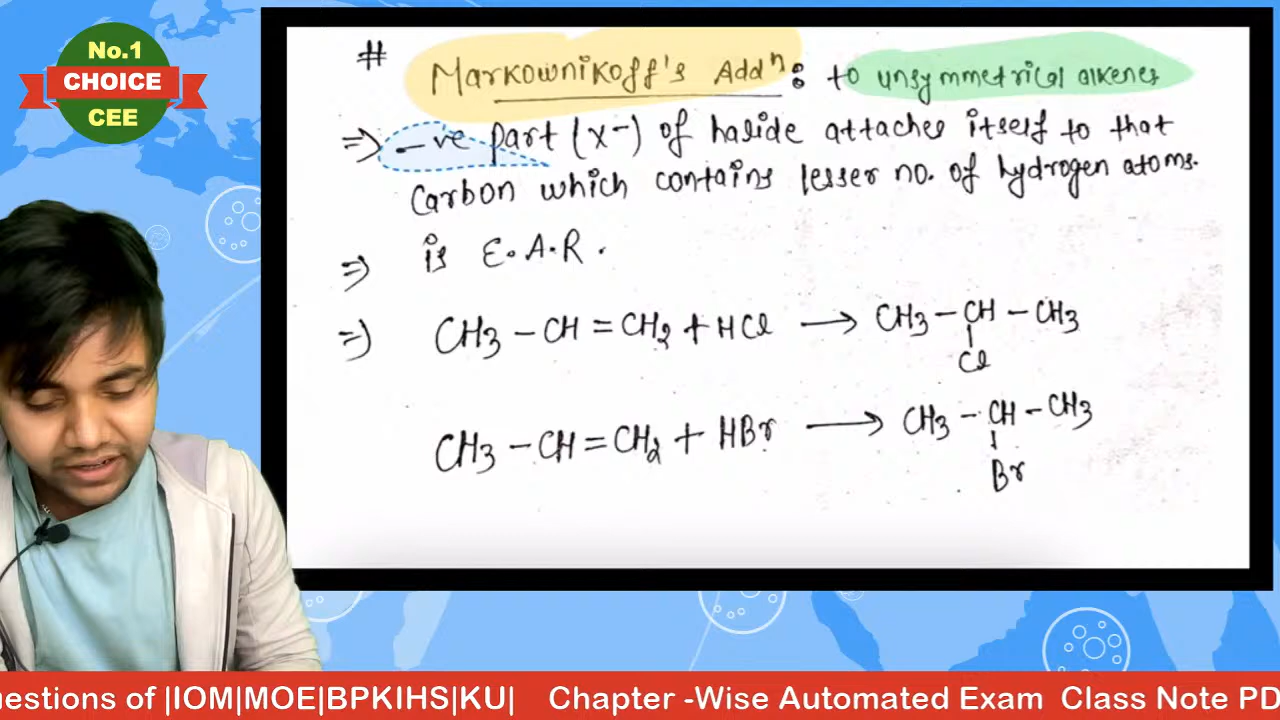 No.1
CHOICE
CEE
# Markownikoff's Addⁿ : to unsymmetrical alkenes
⇒ -ve part (x-) of halide attaches itself to that
Carbon which contains lesser no. of hydrogen atoms.
⇒ is E.A.R.
⇒) CH3 - CH = CH2 + HCl → CH3 - CH - CH3
Cl
CH3 - CH = CH2 + HBr → CH3 - CH - CH3
Br
uestions of |IOM|MOE|BPKIHS|KU| Chapter -Wise Automated Exam Class Note PD